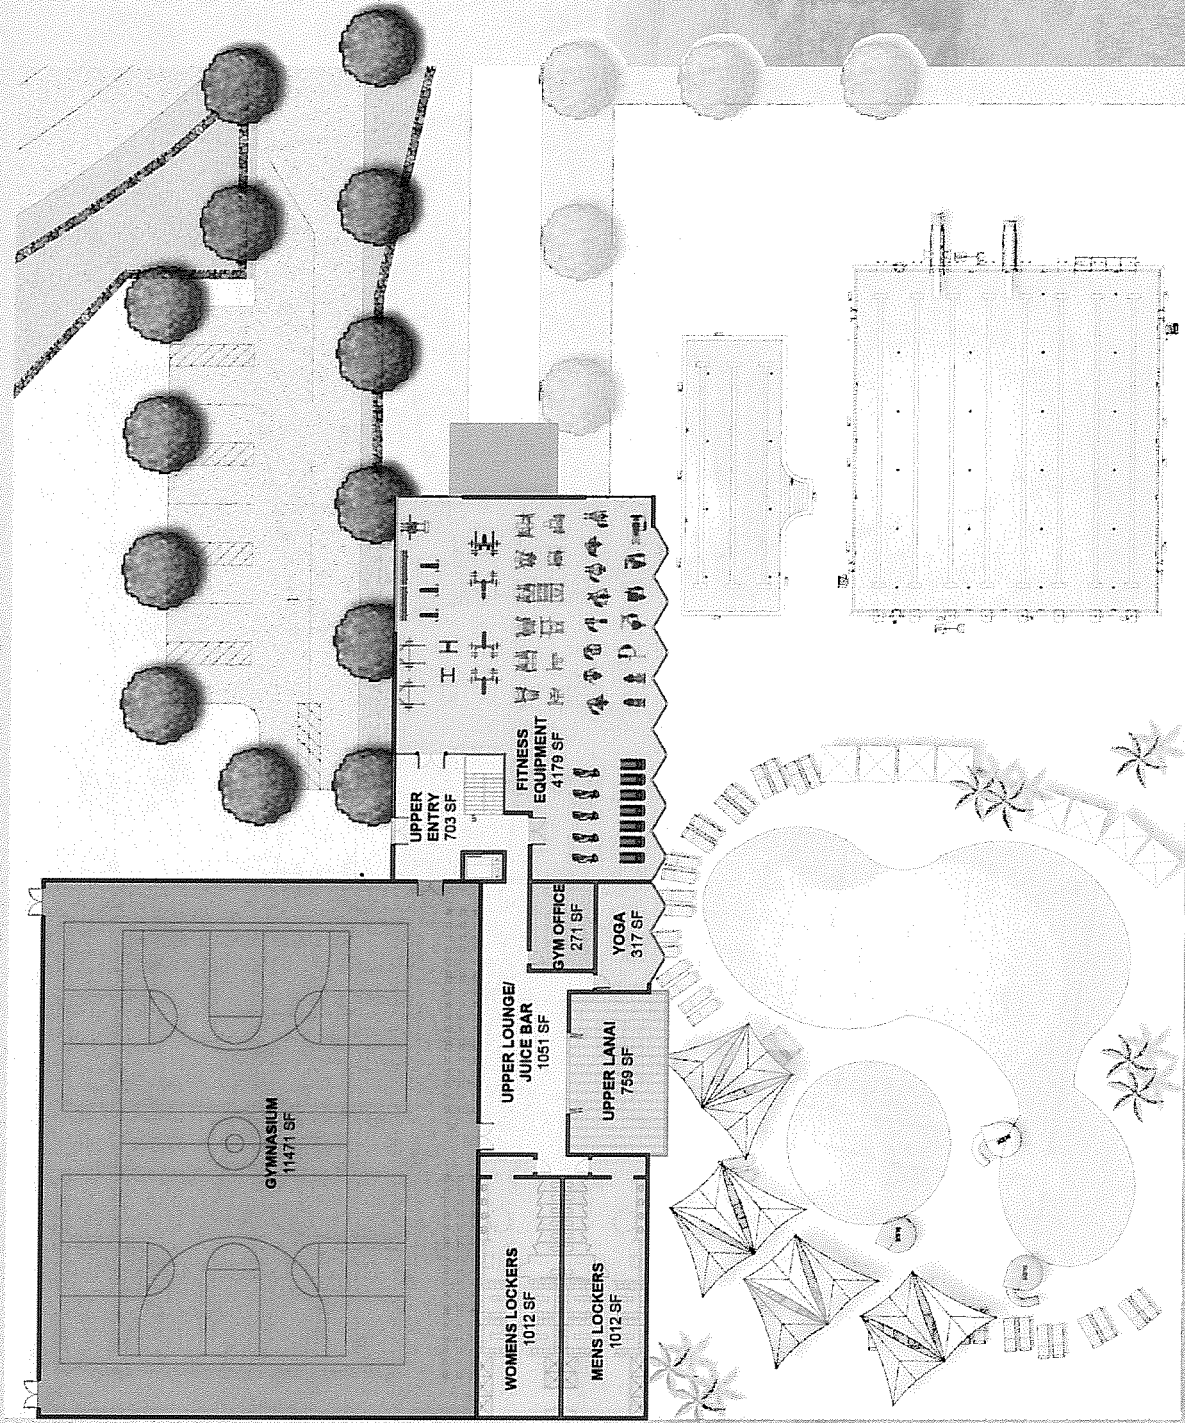 FITNESS
EQUIPMENT
4179 SF
UPPER
ENTRY
703 SF
GYM OFFICE
271 SF
YOGA
317 SF
UPPER LOUNGE/
JUICE BAR
1051 SF
UPPER LANAI
759 SF
GYMNASIUM
11471 SF
WOMENS LOCKERS
1012 SF
MENS LOCKERS
1012 SF